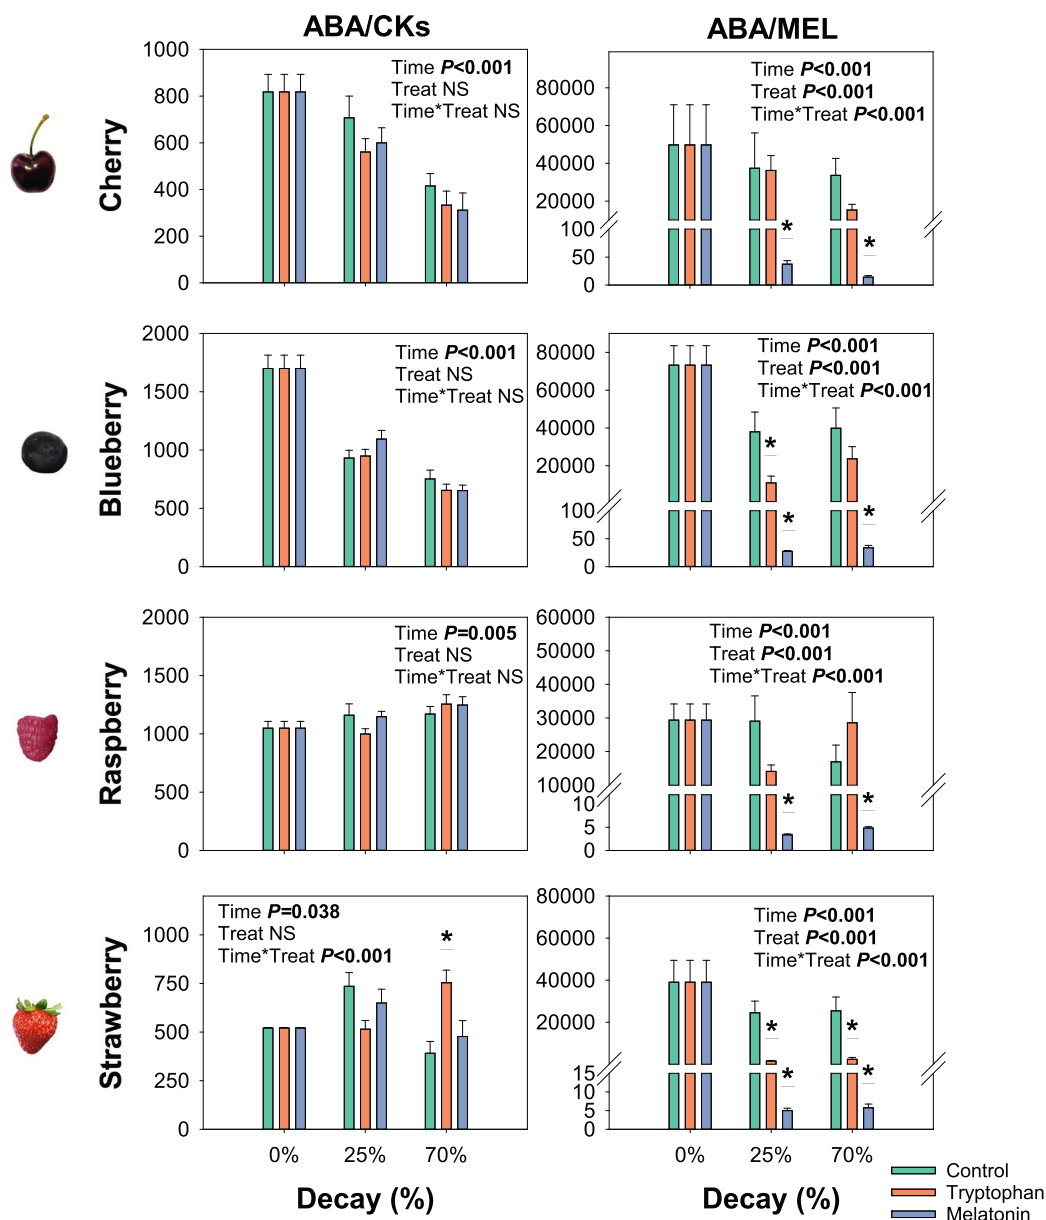 ABA/CKs
ABA/MEL
Cherry
1000
800
600
400
200
0
Time P<0.001
Treat NS
Time*Treat NS
80000
60000
40000
20000
100
50
0
Time P<0.001
Treat P<0.001
Time*Treat P<0.001
*
*
Blueberry
2000
1500
1000
500
0
Time P<0.001
Treat NS
Time*Treat NS
80000
60000
40000
20000
100
50
0
Time P<0.001
Treat P<0.001
Time*Treat P<0.001
*
*
*
Raspberry
2000
1500
1000
500
0
Time P=0.005
Treat NS
Time*Treat NS
60000
50000
40000
30000
20000
10000
10
5
0
Time P<0.001
Treat P<0.001
Time*Treat P<0.001
*
*
Strawberry
1000
750
500
250
0
Time P=0.038
Treat NS
Time*Treat P<0.001
*
80000
60000
40000
20000
15
10
5
0
Time P<0.001
Treat P<0.001
Time*Treat P<0.001
*
*
*
*
0% 25% 70%
0% 25% 70%
Decay (%)
Decay (%)
Control
Tryptophan
Melatonin